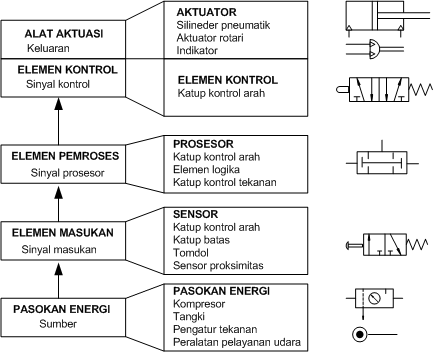 ALAT AKTUASI
Keluaran
AKTUATOR
Silineder pneumatik
Aktuator rotari
Indikator
ELEMEN KONTROL
Sinyal kontrol
ELEMEN KONTROL
Katup kontrol arah
ELEMEN PEMROSES
Sinyal prosesor
PROSESOR
Katup kontrol arah
Elemen logika
Katup kontrol tekanan
ELEMEN MASUKAN
Sinyal masukan
SENSOR
Katup kontrol arah
Katup batas
Tomdol
Sensor proksimitas
PASOKAN ENERGI
Sumber
PASOKAN ENERGI
Kompresor
Tangki
Pengatur tekanan
Peralatan pelayanan udara